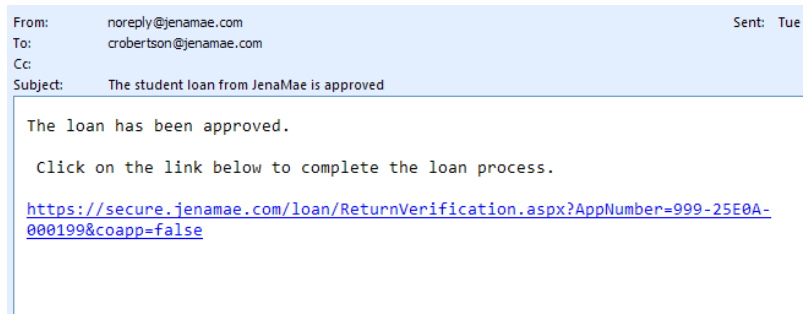 From: noreply@jenamae.com Sent: Tue
To: crobertson@jenamae.com
Cc:
Subject: The student loan from JenaMae is approved
The loan has been approved.
Click on the link below to complete the loan process.
https://secure.jenamae.com/loan/ReturnVerification.aspx?AppNumber=999-25E0A-
000199&coapp=false